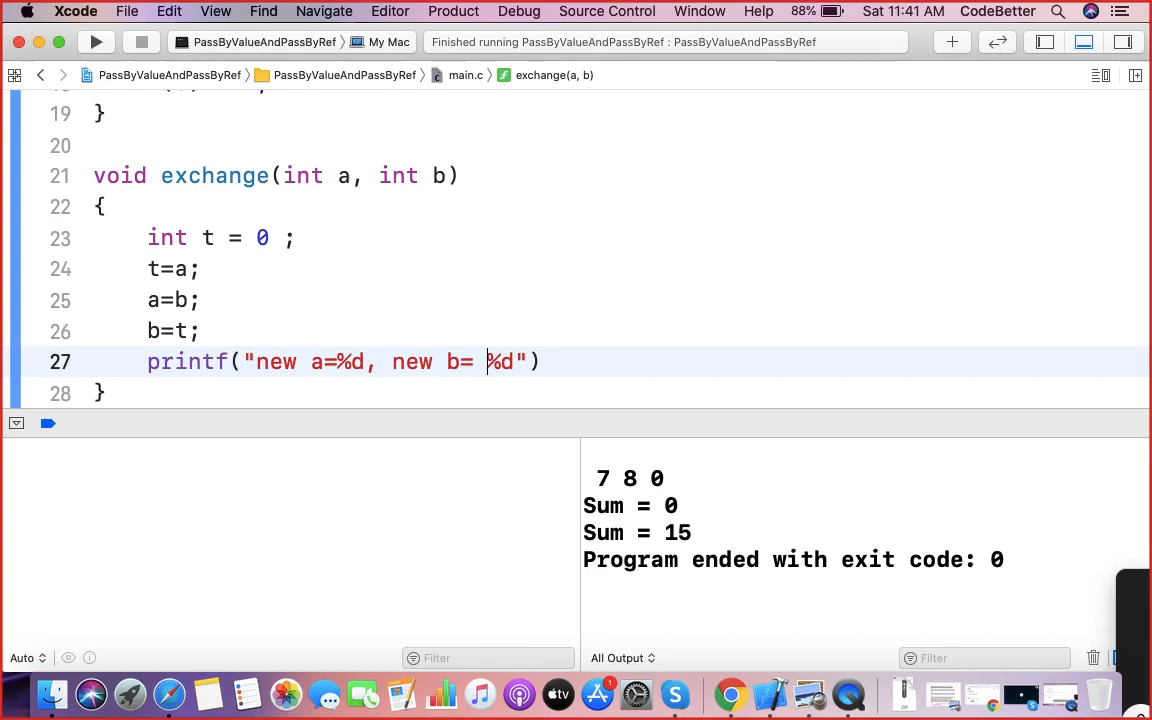 Xcode File Edit View Find Navigate Editor Product Debug Source Control Window Help 88% Sat 11:41 AM CodeBetter
PassByValueAndPassByRef My Mac Finished running PassByValueAndPassByRef : PassByValueAndPassByRef
PassByValueAndPassByRef PassByValueAndPassByRef main.c exchange(a, b)
19 }
20
21 void exchange(int a, int b)
22 {
23 int t = 0 ;
24 t=a;
25 a=b;
26 b=t;
27 printf("new a=%d, new b= %d")
28 }
7 8 0
Sum = 0
Sum = 15
Program ended with exit code: 0
Auto Filter All Output Filter
tv 1